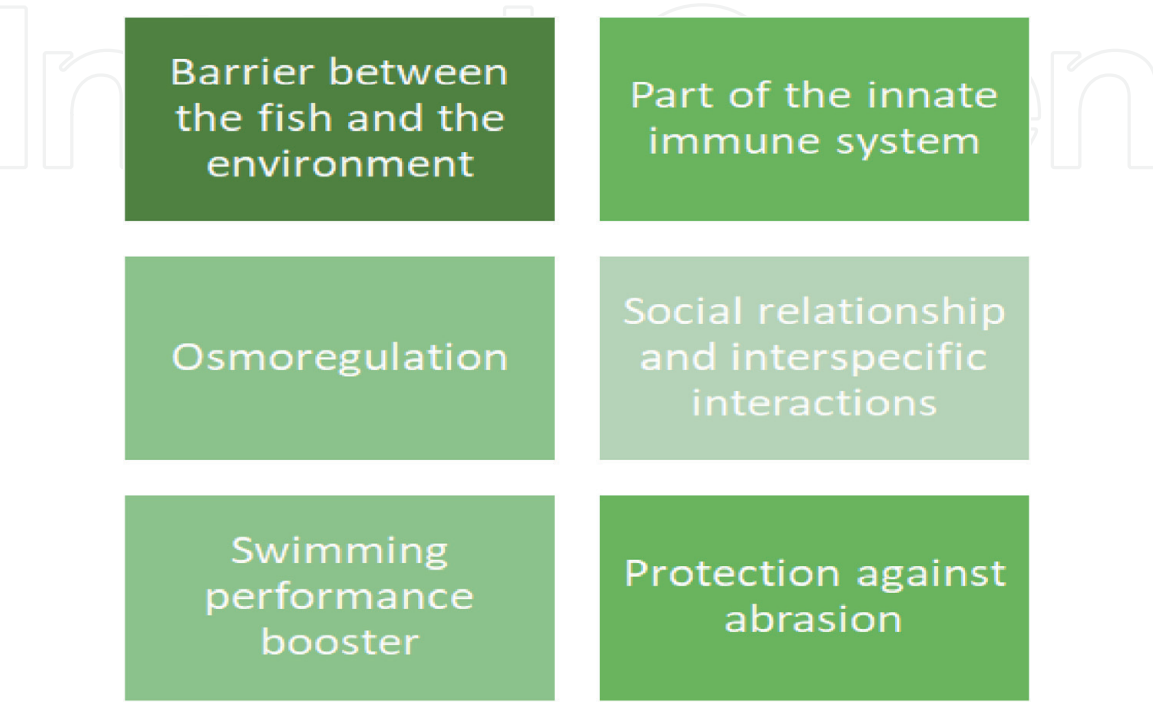 Barrier between
the fish and the
environment
Part of the innate
immune system
Osmoregulation
Social relationship
and interspecific
interactions
Swimming
performance
booster
Protection against
abrasion